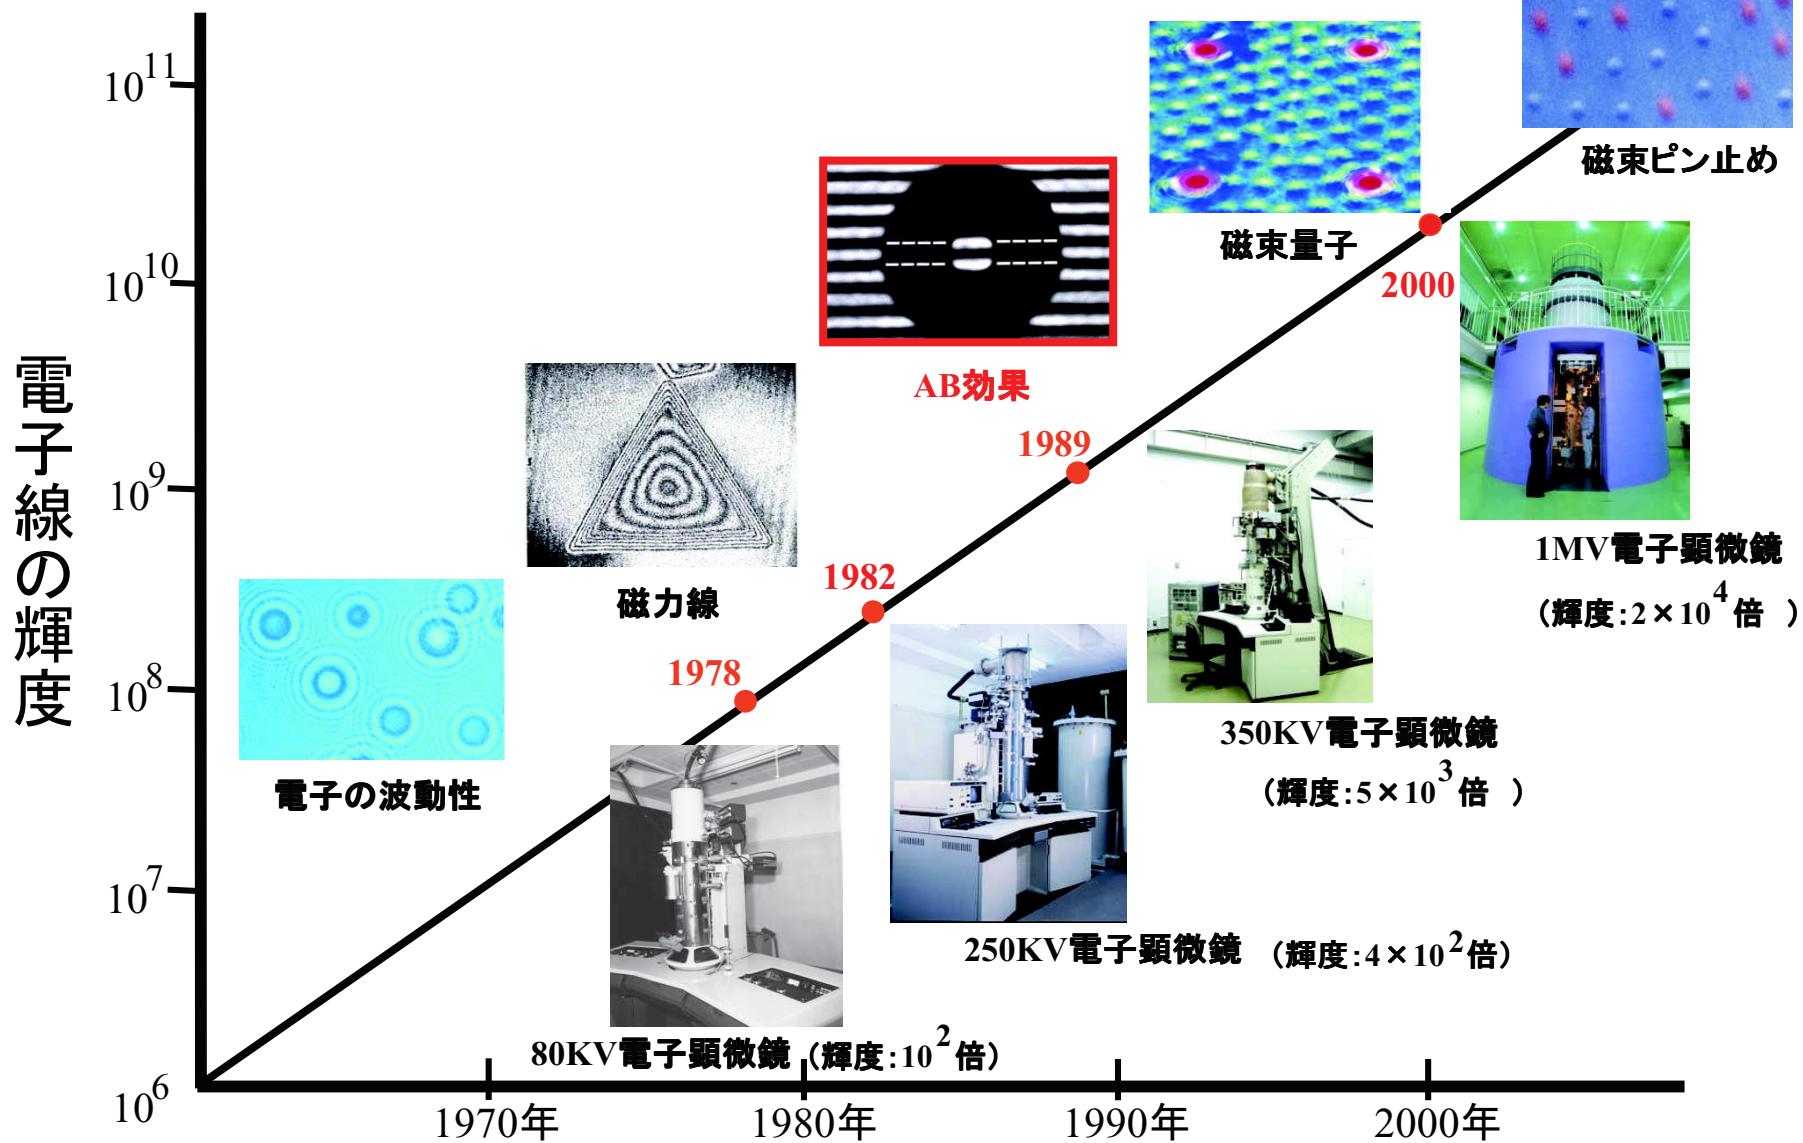 電子線の輝度
10^11
10^10
10^9
10^8
10^7
10^6
1970年
1980年
1990年
2000年
電子の波動性
磁力線
AB効果
磁束量子
磁束ピン止め
1978
1982
1989
2000
80KV電子顕微鏡（輝度：10^2倍）
250KV電子顕微鏡（輝度：4×10^2倍）
350KV電子顕微鏡
（輝度：5×10^3倍）
1MV電子顕微鏡
（輝度：2×10^4倍）